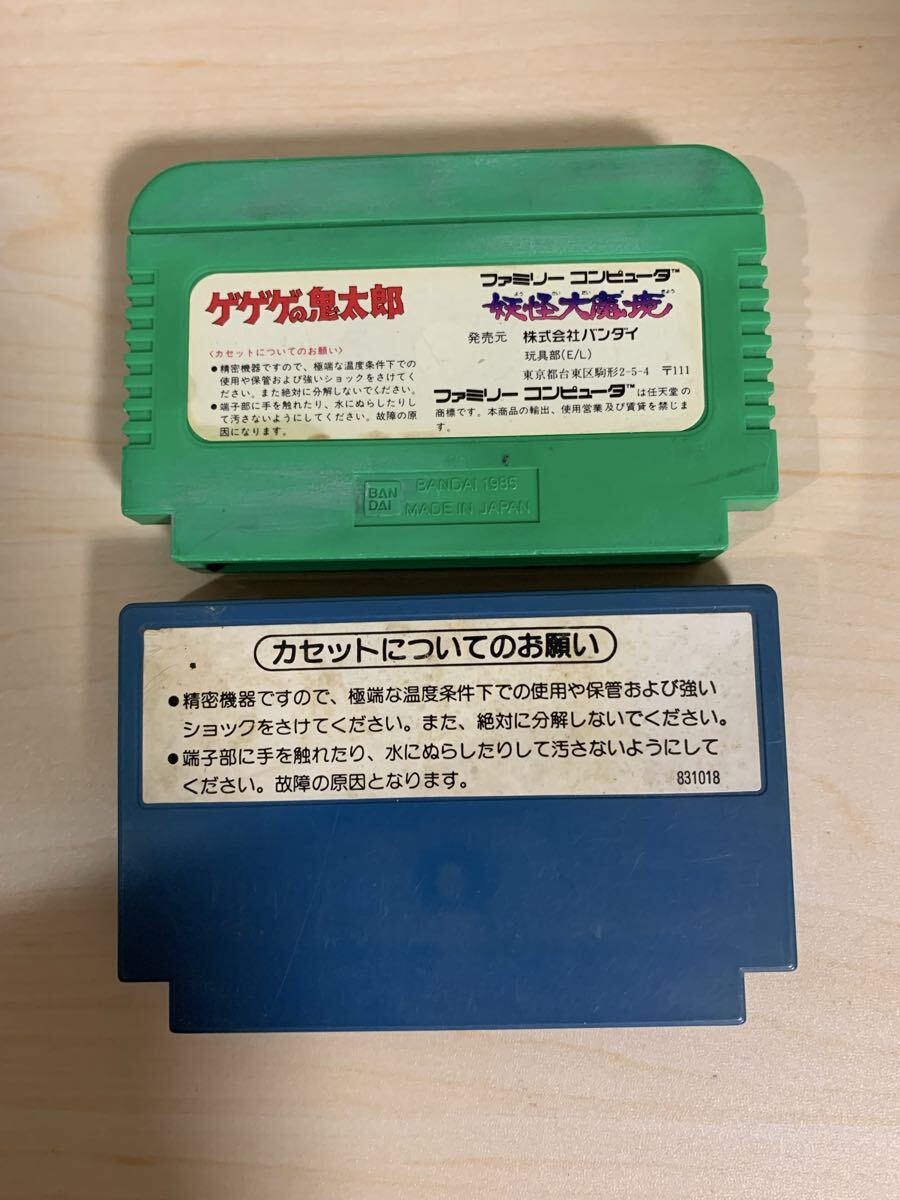 ゲゲゲの鬼太郎
〈カセットについてのお願い〉
●精密機器ですので、極端な温度条件下での
使用や保管および強いショックをさけてくだ
さい。また絶対に分解しないでください。
●端子部に手を触れたり、水にぬらしたりし
て汚さないようにしてください。故障の原
因になります。
ファミリー コンピュータ™
よう かい だい ま きょう
妖怪大魔境
発売元 株式会社バンダイ
玩具部(E/L)
東京都台東区駒形2-5-4 〒111
ファミリー コンピュータ™は任天堂の
商標です。本商品の輸出、使用営業及び賃貸を禁じま
す。
BAN
DAI
BANDAI 1985
MADE IN JAPAN
カセットについてのお願い
●精密機器ですので、極端な温度条件下での使用や保管および強い
ショックをさけてください。また、絶対に分解しないでください。
●端子部に手を触れたり、水にぬらしたりして汚さないようにして
ください。故障の原因となります。
831018